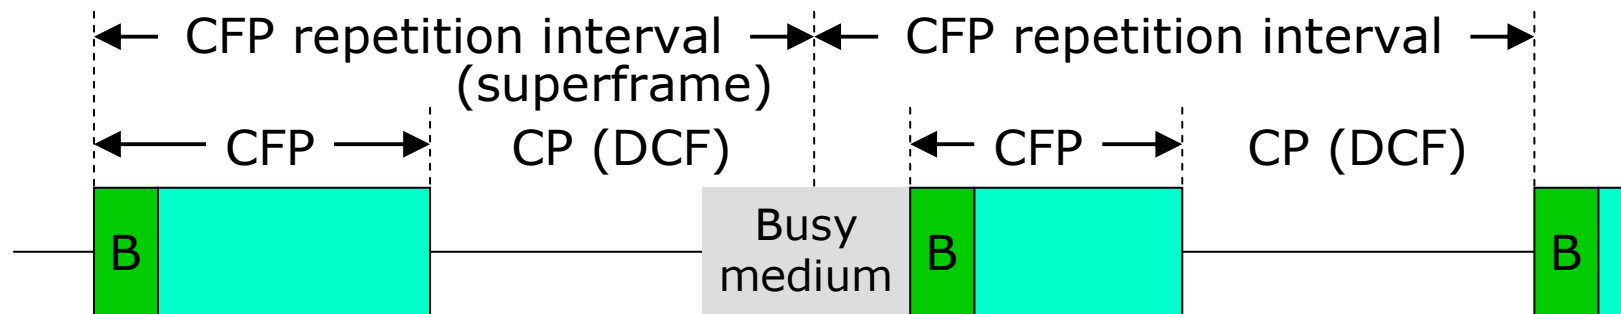 CFP repetition interval CFP repetition interval
(superframe)
CFP CP (DCF) CFP CP (DCF)
B Busy medium B B